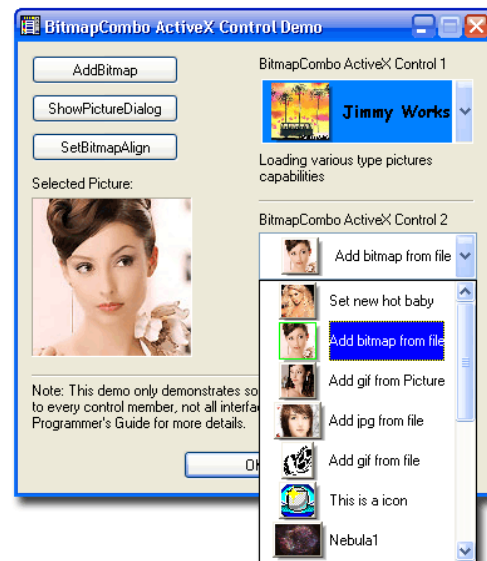 BitmapCombo ActiveX Control Demo
AddBitmap
ShowPictureDialog
SetBitmapAlign
Selected Picture:
BitmapCombo ActiveX Control 1
Jimmy Works
Loading various type pictures
capabilities
BitmapCombo ActiveX Control 2
Add bitmap from file
Set new hot baby
Add bitmap from file
Add gif from Picture
Add jpg from file
Add gif from file
This is a icon
Nebula1
Note: This demo only demonstrates so
to every control member, not all interfa
Programmer's Guide for more details.